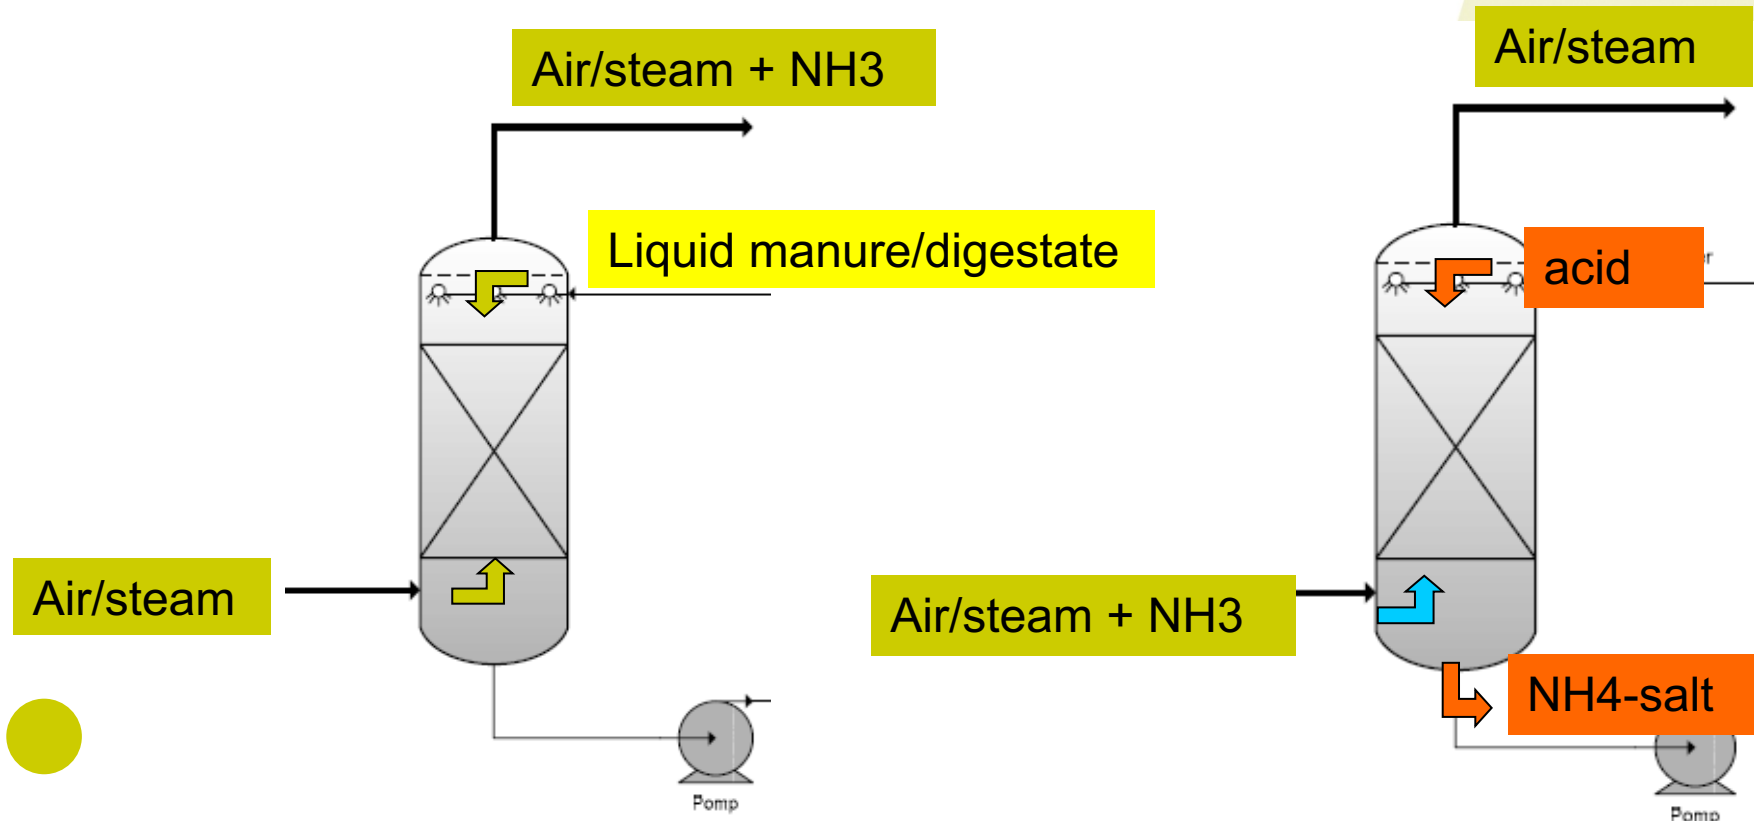 Air/steam + NH3
Liquid manure/digestate
Air/steam
Pomp
Air/steam
acid
Air/steam + NH3
NH4-salt
Pomp